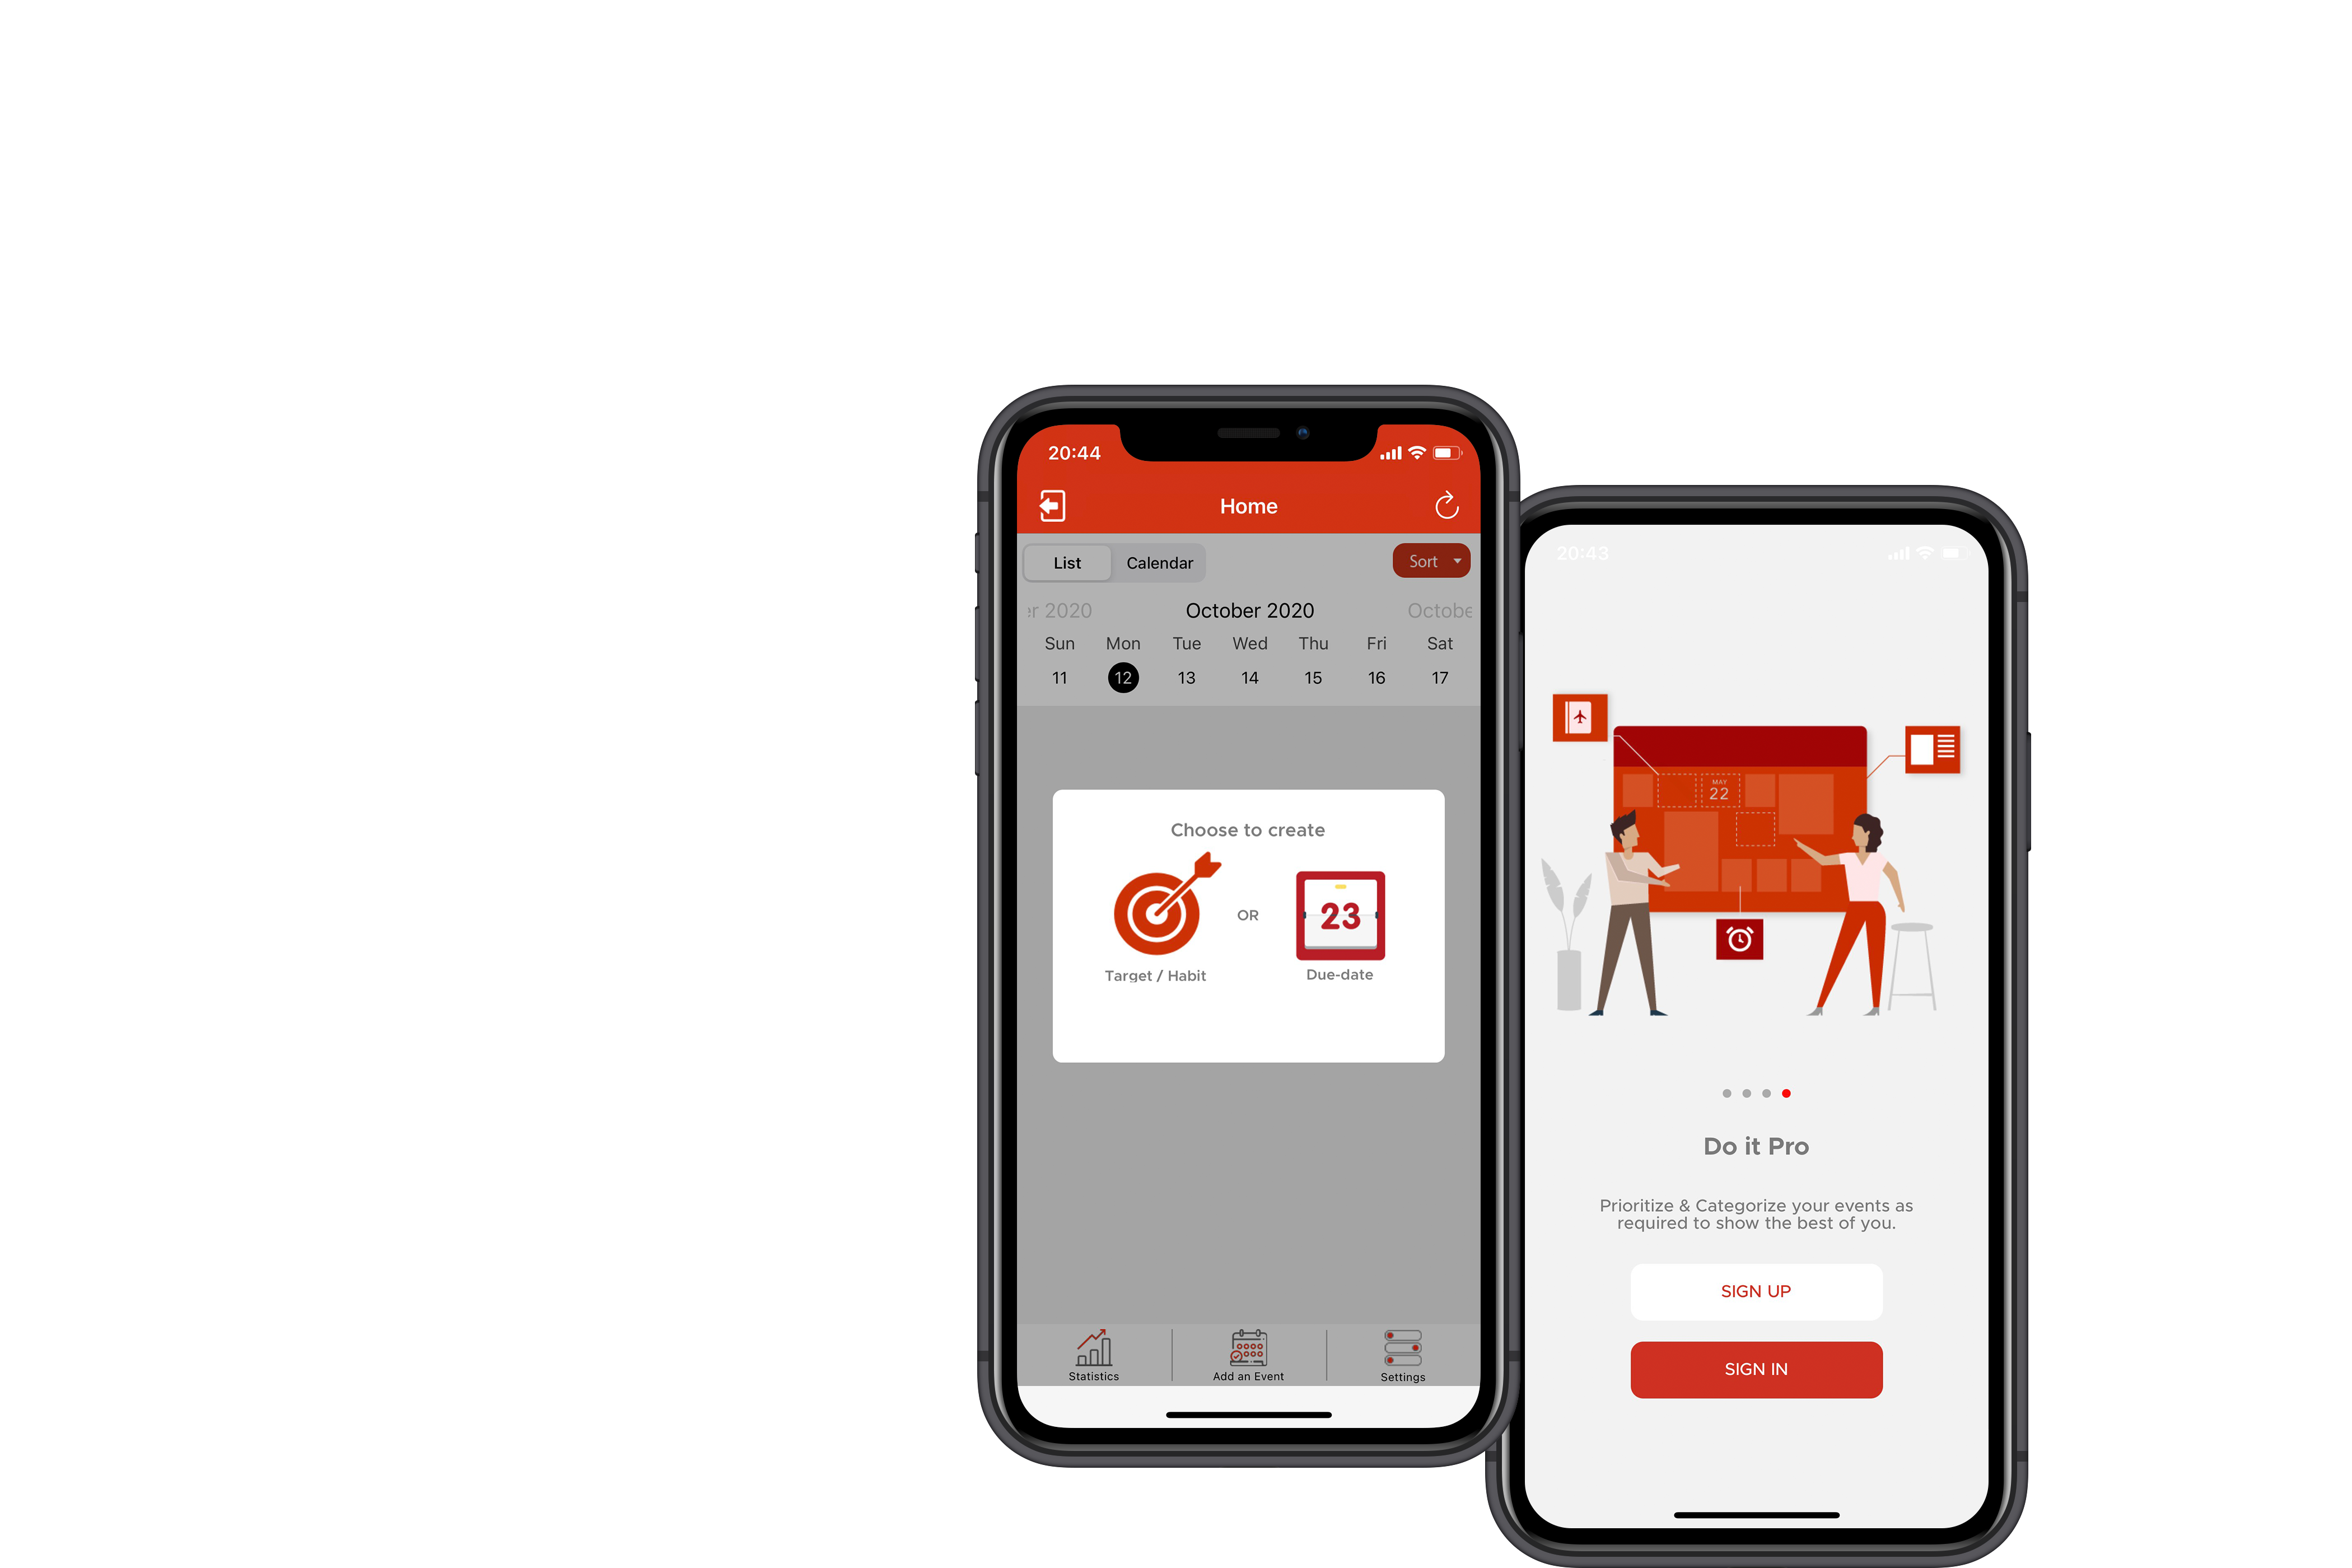 20:44
Home
List Calendar Sort
er 2020 October 2020 Octobe
Sun Mon Tue Wed Thu Fri Sat
11 12 13 14 15 16 17
Choose to create
23
OR
Target / Habit Due-date
Statistics Add an Event Settings
20:43
MAY
22
Do it Pro
Prioritize & Categorize your events as
required to show the best of you.
SIGN UP
SIGN IN